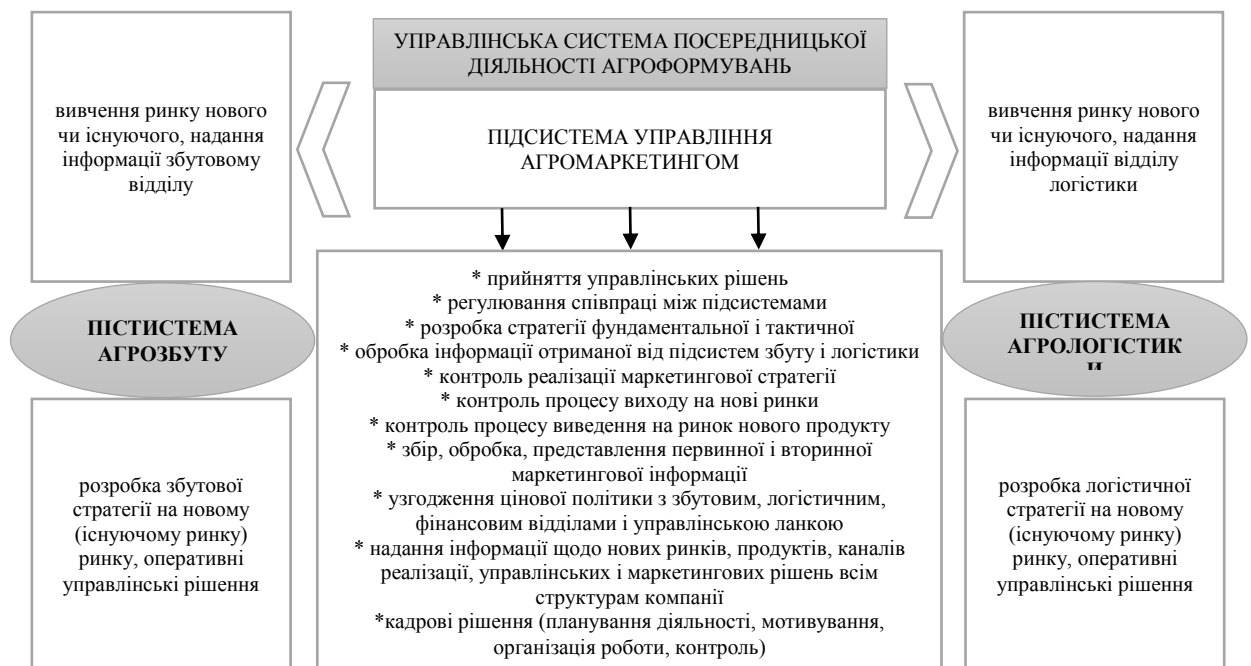 УПРАВЛІНСЬКА СИСТЕМА ПОСЕРЕДНИЦЬКОЇ
ДІЯЛЬНОСТІ АГРОФОРМУВАНЬ
ПІДСИСТЕМА УПРАВЛІННЯ
АГРОМАРКЕТИНГОМ
вивчення ринку нового
чи існуючого, надання
інформації збутовому
відділу
вивчення ринку нового
чи існуючого, надання
інформації відділу
логістики
ПІСТИСТЕМА
АГРОЗБУТУ
ПІСТИСТЕМА
АГРОЛОГІСТИК
И
* прийняття управлінських рішень
* регулювання співпраці між підсистемами
* розробка стратегії фундаментальної і тактичної
* обробка інформації отриманої від підсистем збуту і логістики
* контроль реалізації маркетингової стратегії
* контроль процесу виходу на нові ринки
* контроль процесу виведення на ринок нового продукту
* збір, обробка, представлення первинної і вторинної
маркетингової інформації
* узгодження цінової політики з збутовим, логістичним,
фінансовим відділами і управлінською ланкою
* надання інформації щодо нових ринків, продуктів, каналів
реалізації, управлінських і маркетингових рішень всім
структурам компанії
*кадрові рішення (планування діяльності, мотивування,
організація роботи, контроль)
розробка збутової
стратегії на новому
(існуючому ринку)
ринку, оперативні
управлінські рішення
розробка логістичної
стратегії на новому
(існуючому ринку)
ринку, оперативні
управлінські рішення